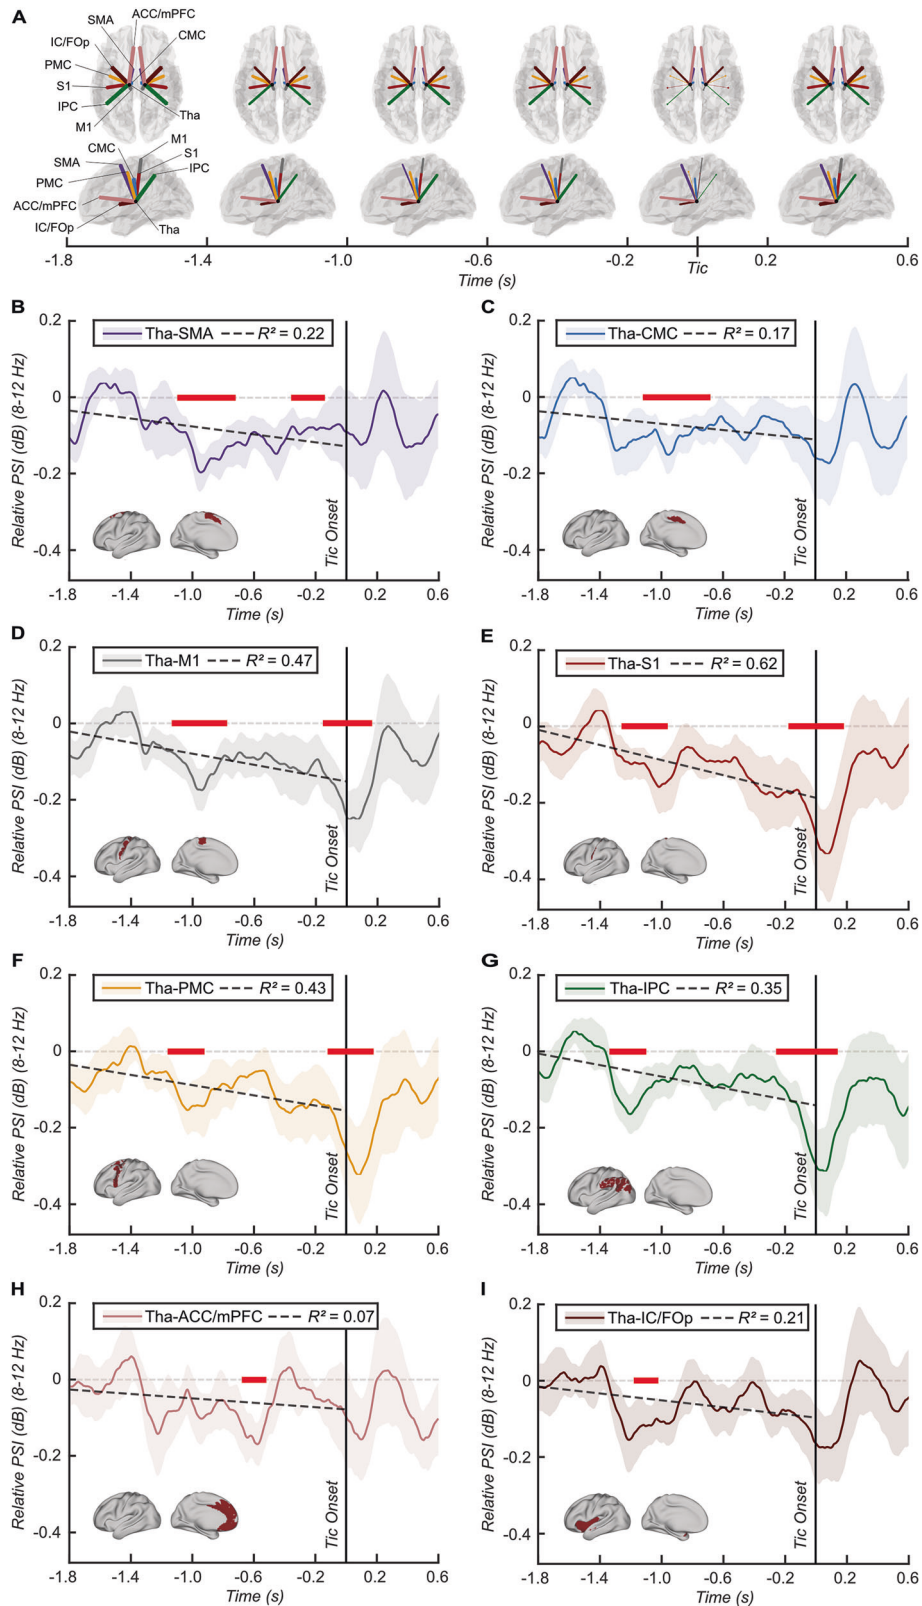 A
ACC/mPFC
SMA
CMC
IC/FOp
PMC
S1
IPC
Tha
M1
M1
CMC
S1
SMA
IPC
PMC
ACC/mPFC
IC/FOp
Tha
-1.8 -1.4 -1.0 -0.6 -0.2 0.2 0.6
Tic
Time (s)
B
Tha-SMA R² = 0.22
Relative PSI (dB) (8-12 Hz)
0.2
0
-0.2
-0.4
Tic Onset
-1.8 -1.4 -1.0 -0.6 -0.2 0.2 0.6
Time (s)
C
Tha-CMC R² = 0.17
Relative PSI (dB) (8-12 Hz)
0.2
0
-0.2
-0.4
Tic Onset
-1.8 -1.4 -1.0 -0.6 -0.2 0.2 0.6
Time (s)
D
Tha-M1 R² = 0.47
Relative PSI (dB) (8-12 Hz)
0.2
0
-0.2
-0.4
Tic Onset
-1.8 -1.4 -1.0 -0.6 -0.2 0.2 0.6
Time (s)
E
Tha-S1 R² = 0.62
Relative PSI (dB) (8-12 Hz)
0.2
0
-0.2
-0.4
Tic Onset
-1.8 -1.4 -1.0 -0.6 -0.2 0.2 0.6
Time (s)
F
Tha-PMC R² = 0.43
Relative PSI (dB) (8-12 Hz)
0.2
0
-0.2
-0.4
Tic Onset
-1.8 -1.4 -1.0 -0.6 -0.2 0.2 0.6
Time (s)
G
Tha-IPC R² = 0.35
Relative PSI (dB) (8-12 Hz)
0.2
0
-0.2
-0.4
Tic Onset
-1.8 -1.4 -1.0 -0.6 -0.2 0.2 0.6
Time (s)
H
Tha-ACC/mPFC R² = 0.07
Relative PSI (dB) (8-12 Hz)
0.2
0
-0.2
-0.4
Tic Onset
-1.8 -1.4 -1.0 -0.6 -0.2 0.2 0.6
Time (s)
I
Tha-IC/FOp R² = 0.21
Relative PSI (dB) (8-12 Hz)
0.2
0
-0.2
-0.4
Tic Onset
-1.8 -1.4 -1.0 -0.6 -0.2 0.2 0.6
Time (s)